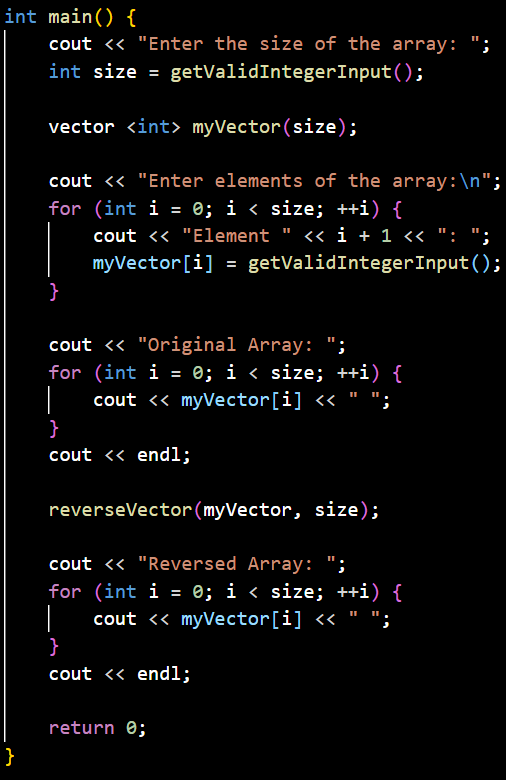 int main() {
    cout << "Enter the size of the array: ";
    int size = getValidIntegerInput();

    vector <int> myVector(size);

    cout << "Enter elements of the array:\n";
    for (int i = 0; i < size; ++i) {
        cout << "Element " << i + 1 << ": ";
        myVector[i] = getValidIntegerInput();
    }

    cout << "Original Array: ";
    for (int i = 0; i < size; ++i) {
        cout << myVector[i] << " ";
    }
    cout << endl;

    reverseVector(myVector, size);

    cout << "Reversed Array: ";
    for (int i = 0; i < size; ++i) {
        cout << myVector[i] << " ";
    }
    cout << endl;

    return 0;
}